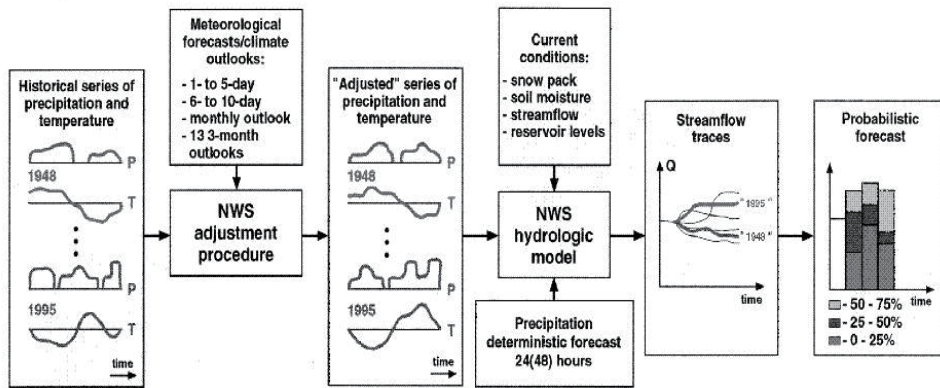 Historical series of
precipitation and
temperature
P
1948
T
P
1995
T
time
Meteorological
forecasts/climate
outlooks:
- 1- to 5-day
- 6- to 10-day
- monthly outlook
- 13 3-month
outlooks
NWS
adjustment
procedure
"Adjusted" series of
precipitation and
temperature
P
1948
T
P
1995
T
time
Current
conditions:
- snow pack
- soil moisture
- streamflow
- reservoir levels
NWS
hydrologic
model
Precipitation
deterministic forecast
24(48) hours
Streamflow
traces
Q
"1995"
"1948"
time
Probabilistic
forecast
time
- 50 - 75%
- 25 - 50%
- 0 - 25%